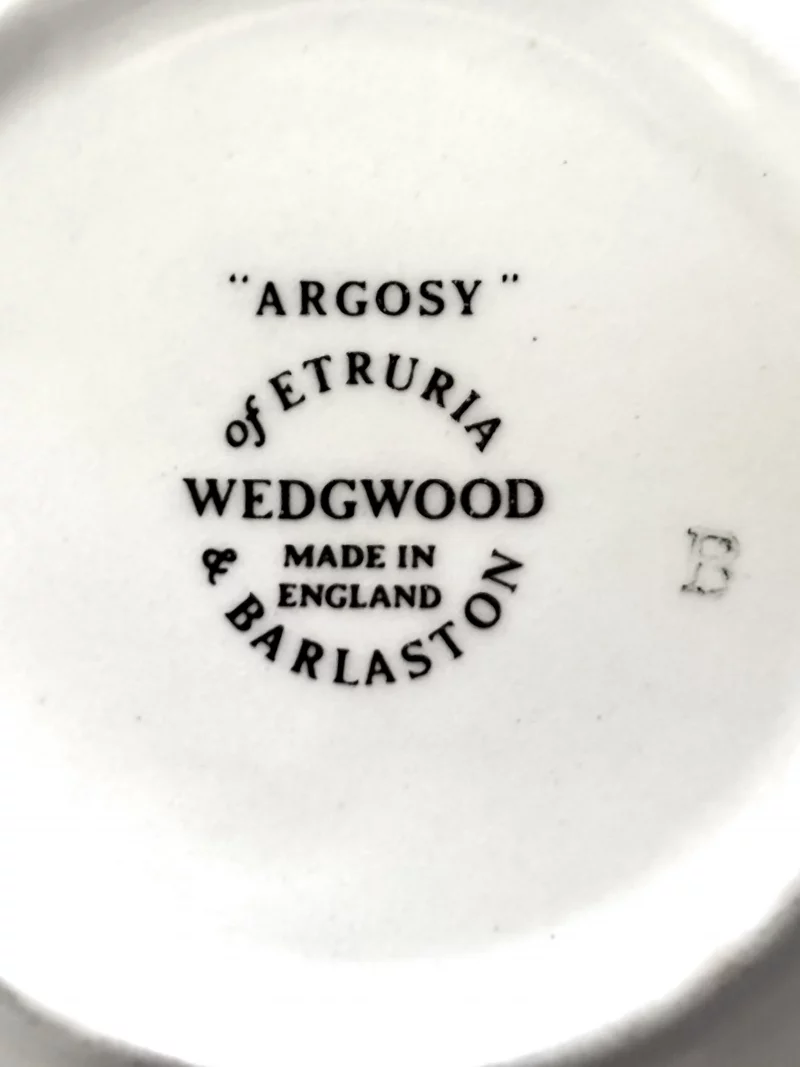 "ARGOSY"
of ETRURIA
WEDGWOOD
MADE IN
ENGLAND
& BARLASTON
B